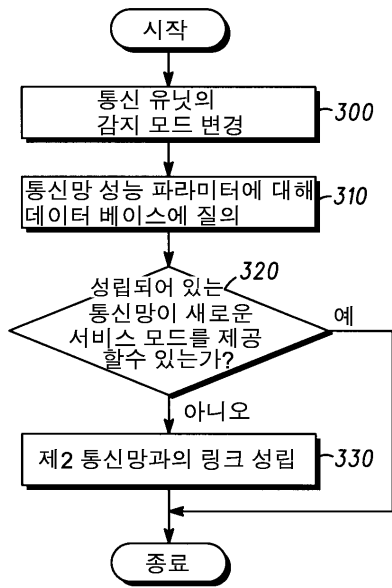 시작
통신 유닛의
감지 모드 변경
300
통신망 성능 파라미터에 대해
데이터 베이스에 질의
310
320
성립되어 있는
통신망이 새로운
서비스 모드를 제공
할수 있는가?
예
아니오
제2 통신망과의 링크 성립
330
종료